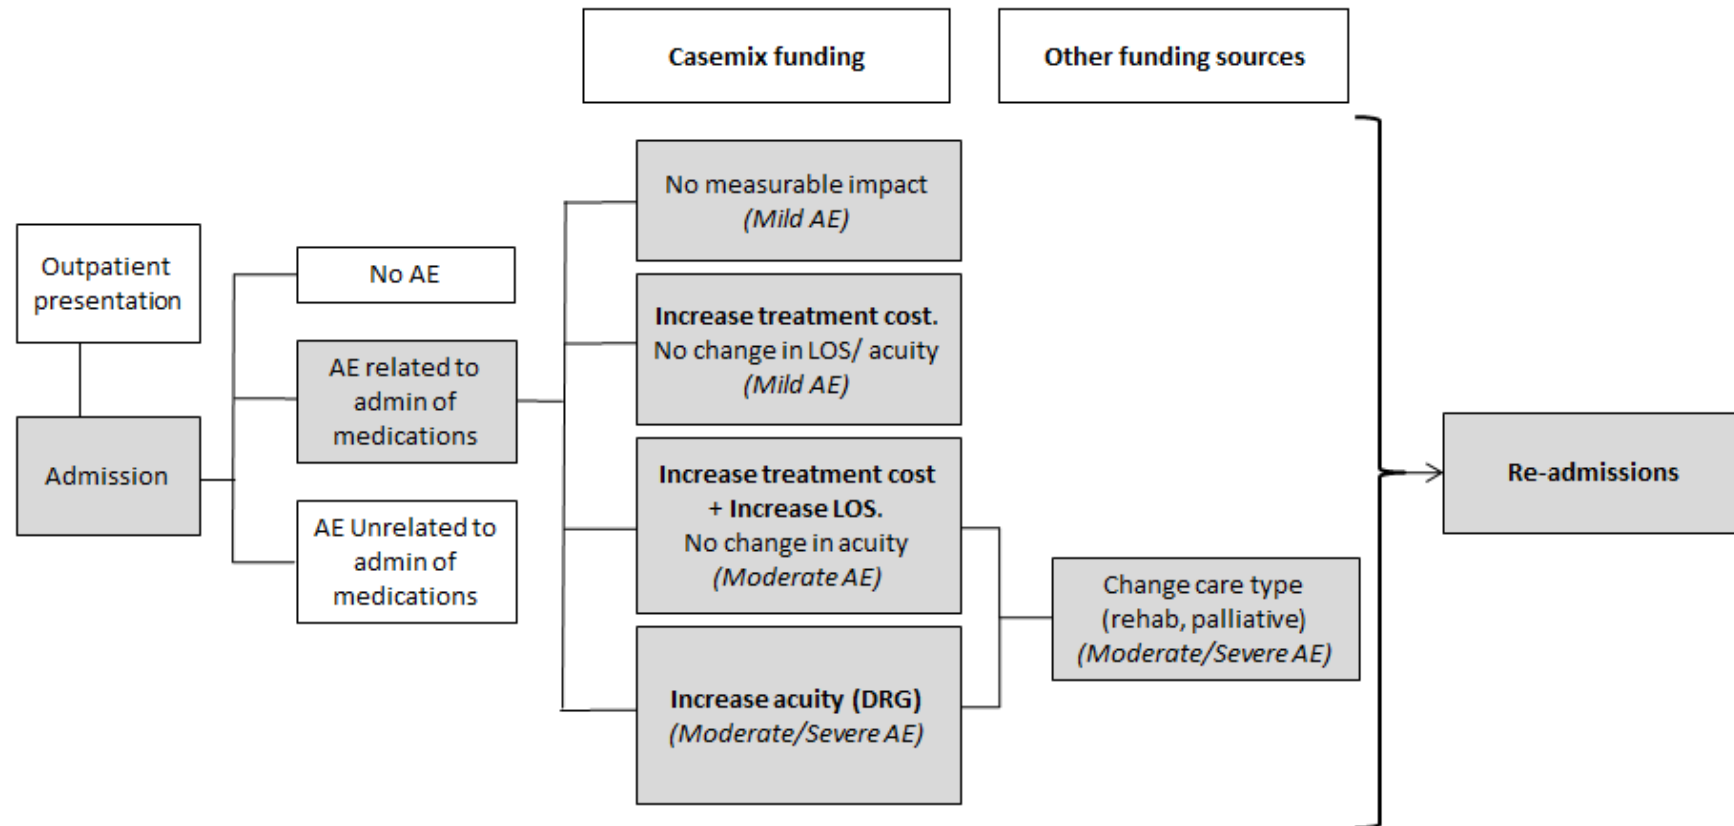 Casemix funding
Other funding sources
No measurable impact
(Mild AE)
Outpatient
presentation
No AE
Increase treatment cost.
No change in LOS/ acuity
(Mild AE)
AE related to
admin of
medications
Admission
Increase treatment cost
+ Increase LOS.
No change in acuity
(Moderate AE)
Re-admissions
AE Unrelated to
admin of
medications
Change care type
(rehab, palliative)
(Moderate/Severe AE)
Increase acuity (DRG)
(Moderate/Severe AE)